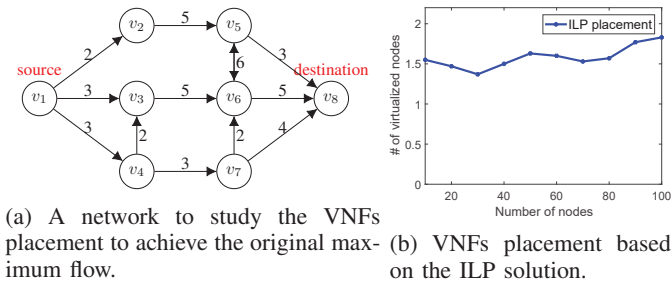 source
destination
v1
v2
v3
v4
v5
v6
v7
v8
2
5
3
3
3
5
6
5
2
3
2
4
(a) A network to study the VNFs
placement to achieve the original max-
imum flow.
ILP placement
# of virtualized nodes
2
1.5
1
0.5
0
20
40
60
80
100
Number of nodes
(b) VNFs placement based
on the ILP solution.